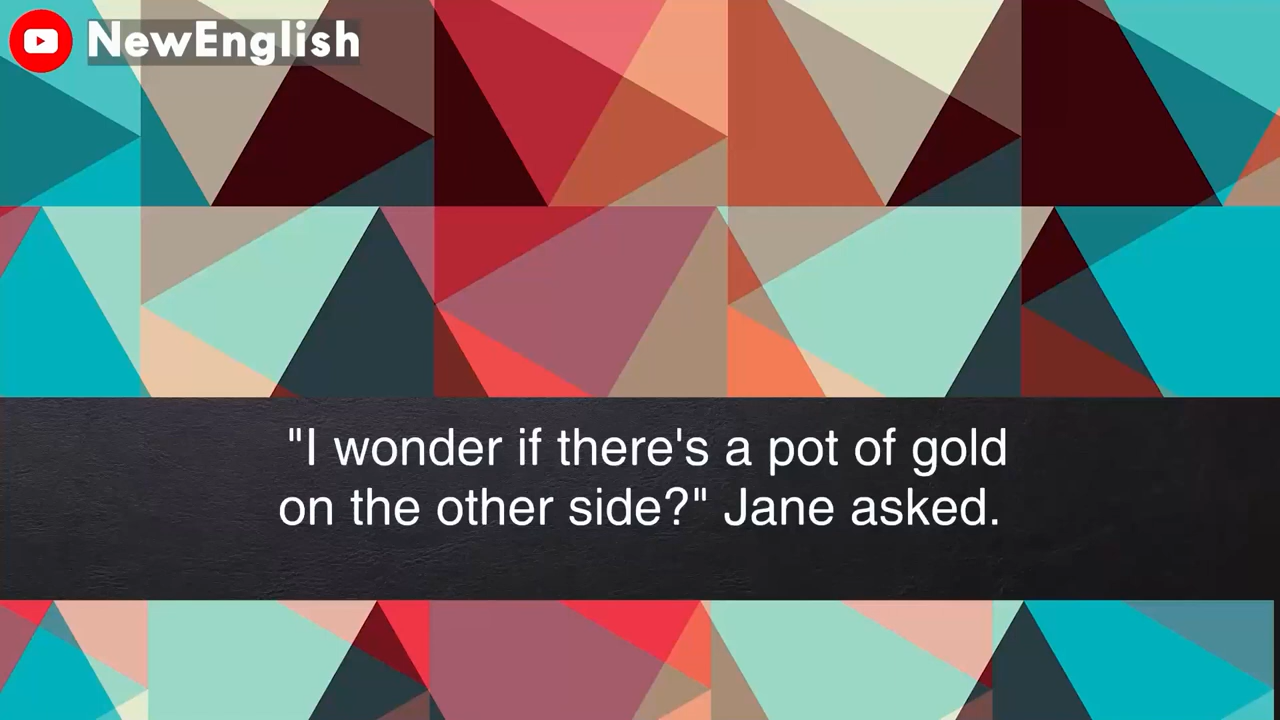 NewEnglish
"I wonder if there's a pot of gold
on the other side?" Jane asked.